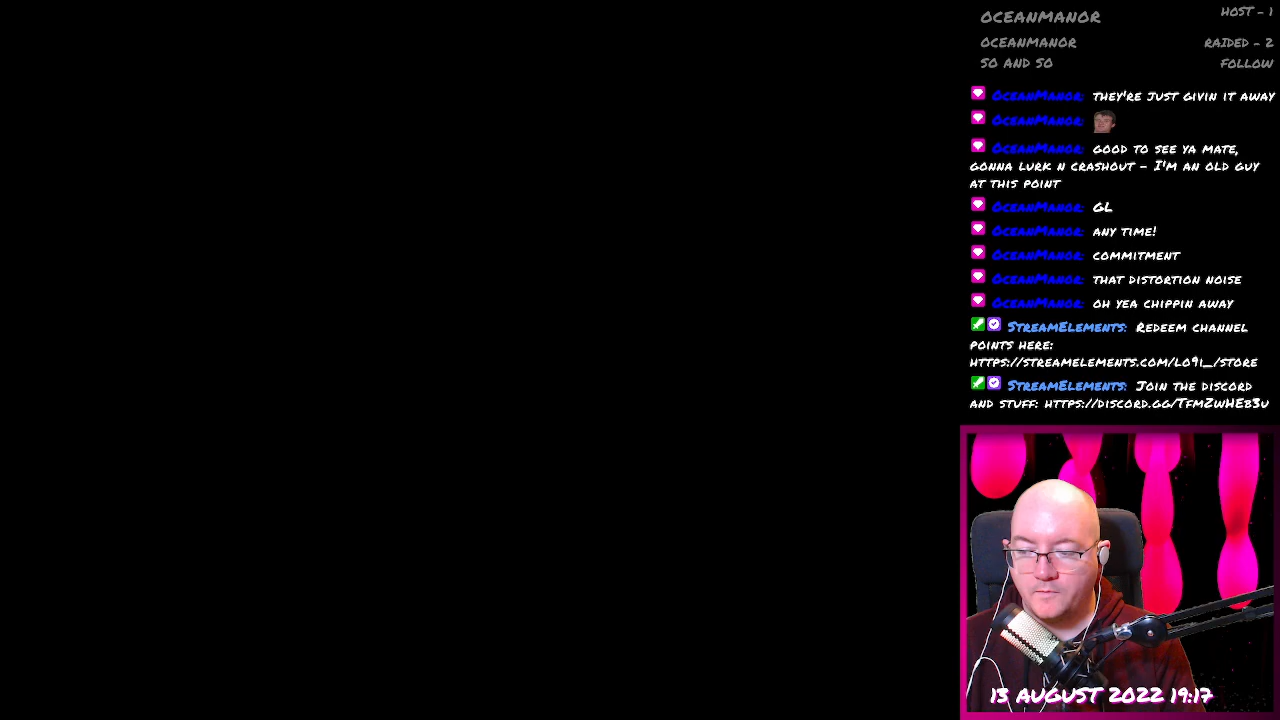 OCEANMANOR HOST - 1
OCEANMANOR RAIDED - 2
SO AND SO FOLLOW
OceanManor: THEY'RE JUST GIVIN IT AWAY
OceanManor:
OceanManor: GOOD TO SEE YA MATE,
GONNA LURK N CRASHOUT - I'M AN OLD GUY
AT THIS POINT
OceanManor: GL
OceanManor: ANY TIME!
OceanManor: COMMITMENT
OceanManor: THAT DISTORTION NOISE
OceanManor: OH YEA CHIPPIN AWAY
StreamElements: Redeem channel
points here:
https://streamelements.com/lo9i_/store
StreamElements: Join the discord
and stuff: https://discord.gg/TfmZwHEb3u
13 AUGUST 2022 19:17